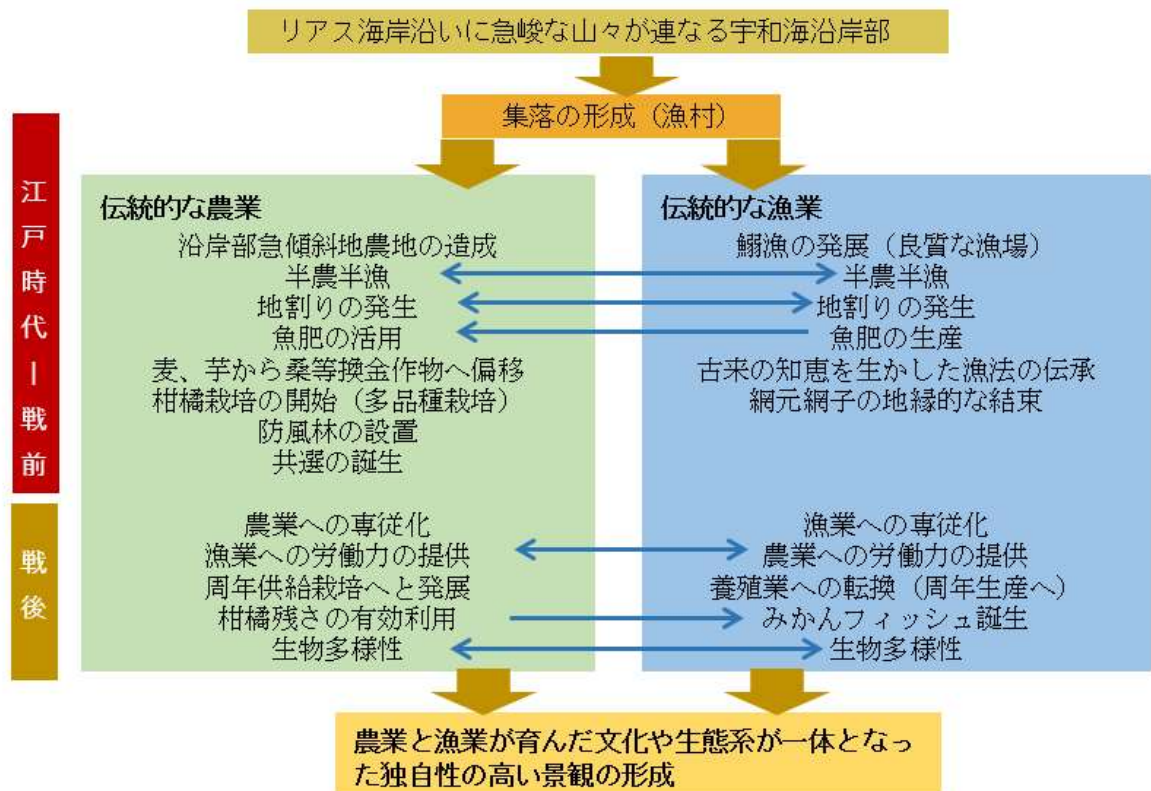 リアス海岸沿いに急峻な山々が連なる宇和海沿岸部
集落の形成（漁村）
江戸時代ー戦前
伝統的な農業
沿岸部急傾斜地農地の造成
半農半漁
地割りの発生
魚肥の活用
麦、芋から桑等換金作物へ偏移
柑橘栽培の開始（多品種栽培）
防風林の設置
共選の誕生
伝統的な漁業
鰯漁の発展（良質な漁場）
半農半漁
地割りの発生
魚肥の生産
古来の知恵を生かした漁法の伝承
網元網子の地縁的な結束
戦後
農業への専従化
漁業への労働力の提供
周年供給栽培へと発展
柑橘残さの有効利用
生物多様性
漁業への専従化
農業への労働力の提供
養殖業への転換（周年生産へ）
みかんフィッシュ誕生
生物多様性
農業と漁業が育んだ文化や生態系が一体となっ
た独自性の高い景観の形成